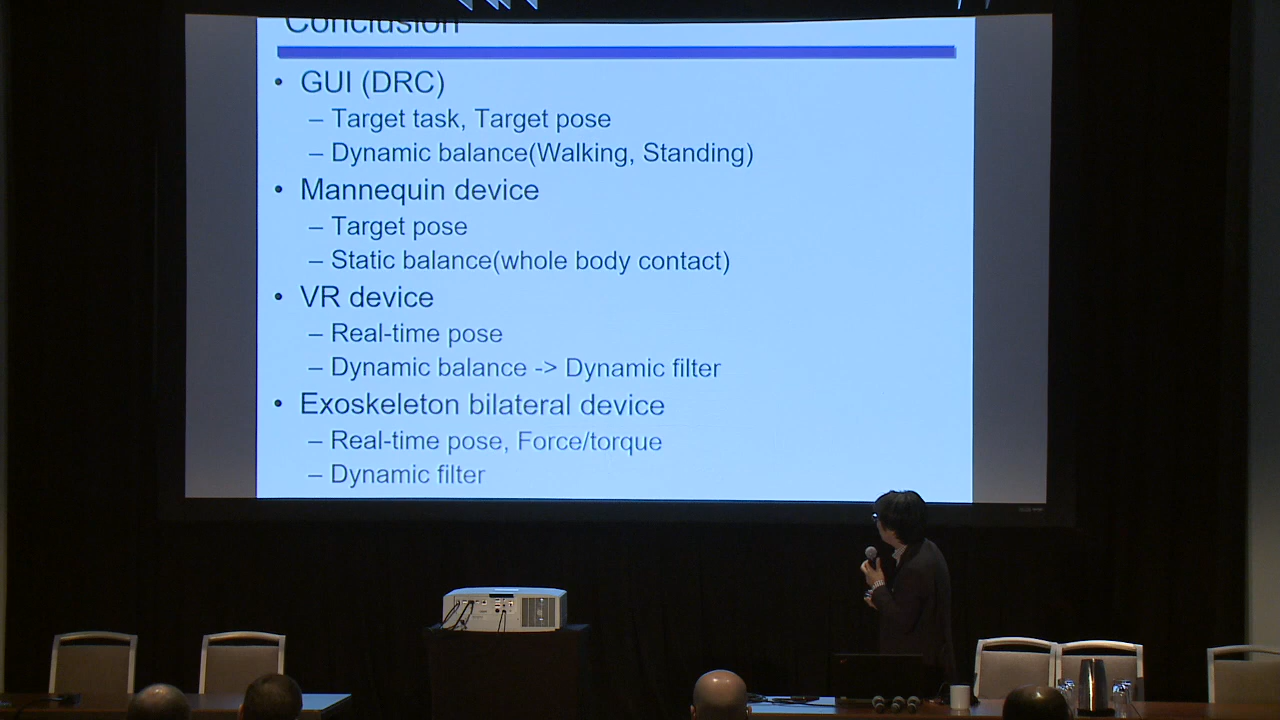 Conclusion
• GUI (DRC)
– Target task, Target pose
– Dynamic balance(Walking, Standing)
• Mannequin device
– Target pose
– Static balance(whole body contact)
• VR device
– Real-time pose
– Dynamic balance -> Dynamic filter
• Exoskeleton bilateral device
– Real-time pose, Force/torque
– Dynamic filter